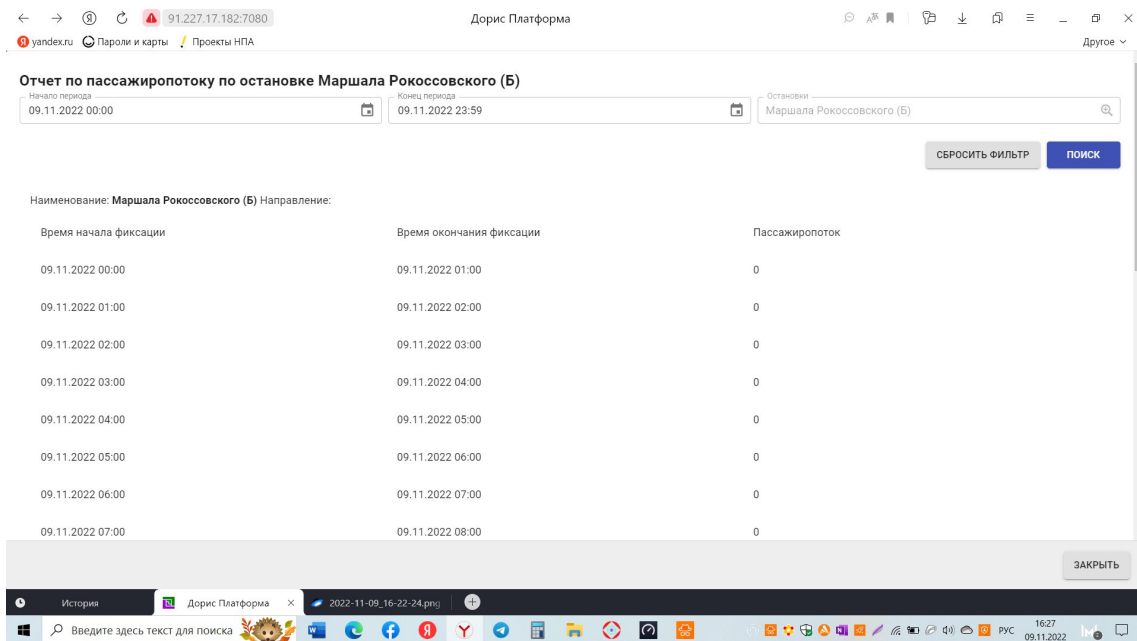 91.227.17.182:7080
Дорис Платформа
yandex.ru Пароли и карты Проекты НПА Другое
Отчет по пассажиропотоку по остановке Маршала Рокоссовского (Б)
Начало периода Конец периода Остановки
09.11.2022 00:00 09.11.2022 23:59 Маршала Рокоссовского (Б)
СБРОСИТЬ ФИЛЬТР ПОИСК
Наименование: Маршала Рокоссовского (Б) Направление:
Время начала фиксации Время окончания фиксации Пассажиропоток
09.11.2022 00:00 09.11.2022 01:00 0
09.11.2022 01:00 09.11.2022 02:00 0
09.11.2022 02:00 09.11.2022 03:00 0
09.11.2022 03:00 09.11.2022 04:00 0
09.11.2022 04:00 09.11.2022 05:00 0
09.11.2022 05:00 09.11.2022 06:00 0
09.11.2022 06:00 09.11.2022 07:00 0
09.11.2022 07:00 09.11.2022 08:00 0
ЗАКРЫТЬ
История Дорис Платформа 2022-11-09_16-22-24.png
Введите здесь текст для поиска РУС 16:27
09.11.2022